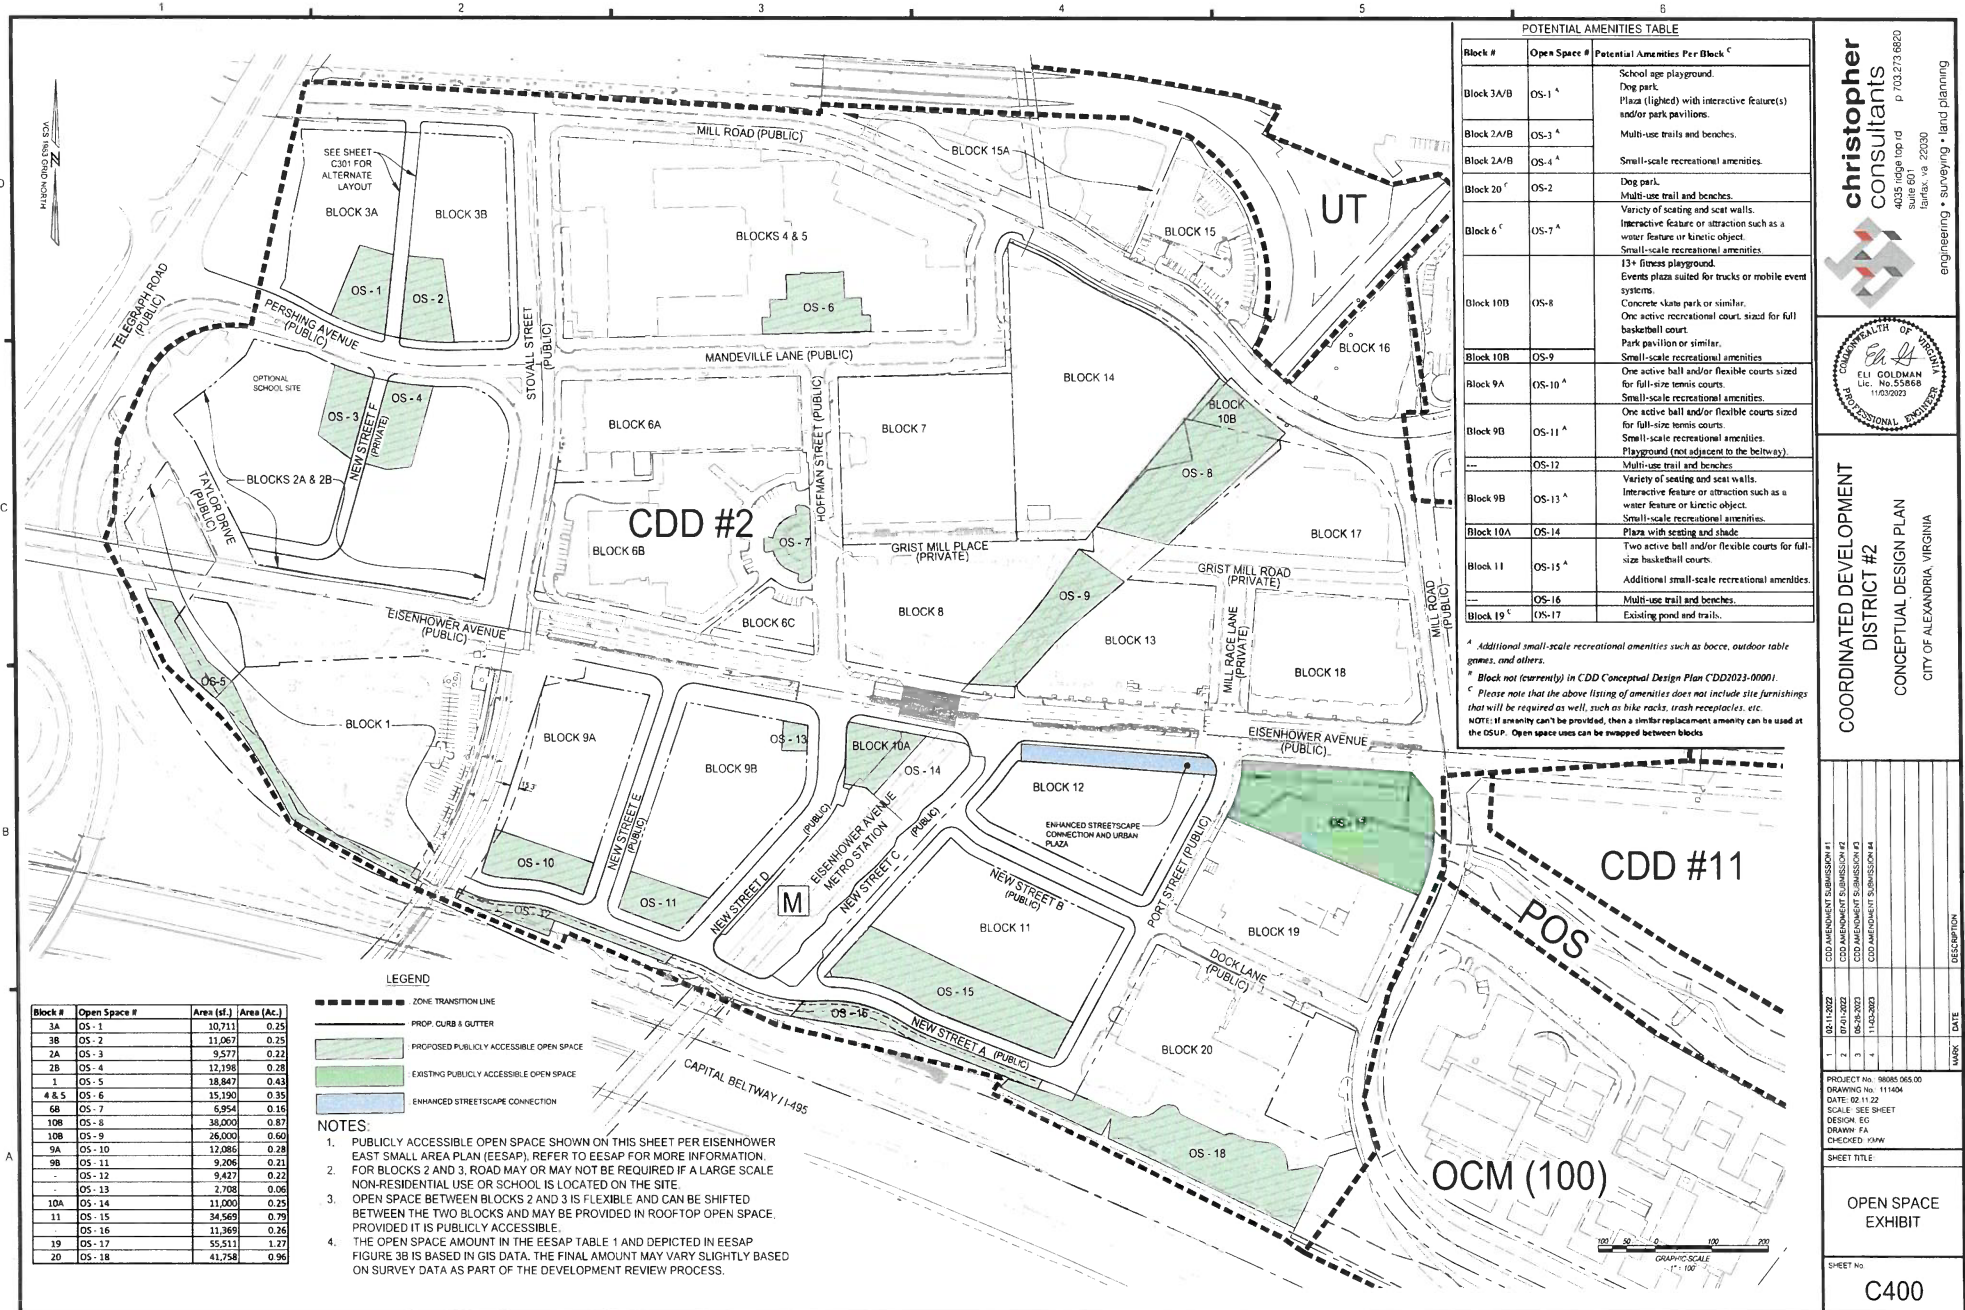 1 2 3 4 5 6
D
C
B
A
VCS 1983 GRID NORTH
N
MILL ROAD (PUBLIC)
BLOCK 15A
SEE SHEET
C301 FOR
ALTERNATE
LAYOUT
BLOCK 3A
BLOCK 3B
BLOCKS 4 & 5
BLOCK 15
UT
OS - 1
OS - 2
OS - 6
TELEGRAPH ROAD
(PUBLIC)
PERSHING AVENUE
(PUBLIC)
STOVALL STREET
(PUBLIC)
MANDEVILLE LANE (PUBLIC)
BLOCK 16
OPTIONAL
SCHOOL SITE
BLOCK 14
OS - 3
OS - 4
NEW STREET F
(PRIVATE)
BLOCK 6A
HOFFMAN STREET (PUBLIC)
BLOCK 7
BLOCK
10B
OS - 8
TAYLOR DRIVE
(PUBLIC)
BLOCKS 2A & 2B
CDD #2
BLOCK 6B
OS - 7
GRIST MILL PLACE
(PRIVATE)
BLOCK 17
GRIST MILL ROAD
(PRIVATE)
OS - 9
EISENHOWER AVENUE
(PUBLIC)
BLOCK 6C
BLOCK 8
BLOCK 13
MILL RACE LANE
(PRIVATE)
MILL ROAD
(PUBLIC)
BLOCK 18
OS-5
BLOCK 1
BLOCK 9A
OS - 13
BLOCK 9B
BLOCK 10A
OS - 14
EISENHOWER AVENUE
(PUBLIC)
15.3'
BLOCK 12
ENHANCED STREETSCAPE
CONNECTION AND URBAN
PLAZA
OS - 17
NEW STREET E
(PUBLIC)
(PUBLIC)
NEW STREET D
EISENHOWER AVENUE
METRO STATION
(PUBLIC)
NEW STREET C
M
NEW STREET B
(PUBLIC)
PORT STREET (PUBLIC)
CDD #11
POS
OS - 10
OS - 11
OS - 12
BLOCK 11
BLOCK 19
DOCK LANE
(PUBLIC)
OS - 15
OS - 16
NEW STREET A (PUBLIC)
BLOCK 20
CAPITAL BELTWAY / I-495
OS - 18
OCM (100)
100 50 0 100 200
GRAPHIC SCALE
1" = 100'
POTENTIAL AMENITIES TABLE
Block # Open Space # Potential Amenities Per Block C
Block 3A/B OS-1 A School age playground.
Dog park.
Plaza (lighted) with interactive feature(s)
and/or park pavilions.
Block 2A/B OS-3 A Multi-use trails and benches.
Block 2A/B OS-4 A Small-scale recreational amenities.
Block 20 C OS-2 Dog park.
Multi-use trail and benches.
Block 6 C OS-7 A Variety of seating and seat walls.
Interactive feature or attraction such as a
water feature or kinetic object.
Small-scale recreational amenities.
Block 10B OS-8 13+ fitness playground.
Events plaza suited for trucks or mobile event
systems.
Concrete skate park or similar.
One active recreational court, sized for full
basketball court.
Park pavilion or similar.
Block 10B OS-9 Small-scale recreational amenities
Block 9A OS-10 A One active ball and/or flexible courts sized
for full-size tennis courts.
Small-scale recreational amenities.
Block 9B OS-11 A One active ball and/or flexible courts sized
for full-size tennis courts.
Small-scale recreational amenities.
Playground (not adjacent to the beltway).
--- OS-12 Multi-use trail and benches
Block 9B OS-13 A Variety of seating and seat walls.
Interactive feature or attraction such as a
water feature or kinetic object.
Small-scale recreational amenities.
Block 10A OS-14 Plaza with seating and shade
Block 11 OS-15 A Two active ball and/or flexible courts for full-
size basketball courts.
Additional small-scale recreational amenities.
--- OS-16 Multi-use trail and benches.
Block 19 C OS-17 Existing pond and trails.
A Additional small-scale recreational amenities such as bocce, outdoor table
games, and others.
B Block not (currently) in CDD Conceptual Design Plan CDD2023-00001.
C Please note that the above listing of amenities does not include site furnishings
that will be required as well, such as bike racks, trash receptacles, etc.
NOTE: If amenity can't be provided, then a similar replacement amenity can be used at
the DSUP. Open space uses can be swapped between blocks
Block # Open Space # Area (sf.) Area (Ac.)
3A OS - 1 10,711 0.25
3B OS - 2 11,067 0.25
2A OS - 3 9,577 0.22
2B OS - 4 12,198 0.28
1 OS - 5 18,847 0.43
4 & 5 OS - 6 15,190 0.35
6B OS - 7 6,954 0.16
10B OS - 8 38,000 0.87
10B OS - 9 26,000 0.60
9A OS - 10 12,086 0.28
9B OS - 11 9,206 0.21
- OS - 12 9,427 0.22
- OS - 13 2,708 0.06
10A OS - 14 11,000 0.25
11 OS - 15 34,569 0.79
OS - 16 11,369 0.26
19 OS - 17 55,511 1.27
20 OS - 18 41,758 0.96
LEGEND
ZONE TRANSITION LINE
PROP. CURB & GUTTER
PROPOSED PUBLICLY ACCESSIBLE OPEN SPACE
EXISTING PUBLICLY ACCESSIBLE OPEN SPACE
ENHANCED STREETSCAPE CONNECTION
NOTES:
1. PUBLICLY ACCESSIBLE OPEN SPACE SHOWN ON THIS SHEET PER EISENHOWER
EAST SMALL AREA PLAN (EESAP). REFER TO EESAP FOR MORE INFORMATION.
2. FOR BLOCKS 2 AND 3, ROAD MAY OR MAY NOT BE REQUIRED IF A LARGE SCALE
NON-RESIDENTIAL USE OR SCHOOL IS LOCATED ON THE SITE.
3. OPEN SPACE BETWEEN BLOCKS 2 AND 3 IS FLEXIBLE AND CAN BE SHIFTED
BETWEEN THE TWO BLOCKS AND MAY BE PROVIDED IN ROOFTOP OPEN SPACE,
PROVIDED IT IS PUBLICLY ACCESSIBLE.
4. THE OPEN SPACE AMOUNT IN THE EESAP TABLE 1 AND DEPICTED IN EESAP
FIGURE 3B IS BASED IN GIS DATA. THE FINAL AMOUNT MAY VARY SLIGHTLY BASED
ON SURVEY DATA AS PART OF THE DEVELOPMENT REVIEW PROCESS.
christopher
consultants
4035 ridge top rd p 703.273.6820
suite 601
fairfax, va 22030
engineering • surveying • land planning
COMMONWEALTH OF VIRGINIA
ELI GOLDMAN
Lic. No.55868
11/03/2023
PROFESSIONAL ENGINEER
COORDINATED DEVELOPMENT
DISTRICT #2
CONCEPTUAL DESIGN PLAN
CITY OF ALEXANDRIA, VIRGINIA
1 02-11-2022 CDD AMENDMENT SUBMISSION #1
2 07-01-2022 CDD AMENDMENT SUBMISSION #2
3 05-26-2023 CDD AMENDMENT SUBMISSION #3
4 11-03-2023 CDD AMENDMENT SUBMISSION #4
MARK DATE DESCRIPTION
PROJECT No.: 98085.065.00
DRAWING No.: 111404
DATE: 02.11.22
SCALE: SEE SHEET
DESIGN: EG
DRAWN: FA
CHECKED: KMW
SHEET TITLE:
OPEN SPACE
EXHIBIT
SHEET No.
C400